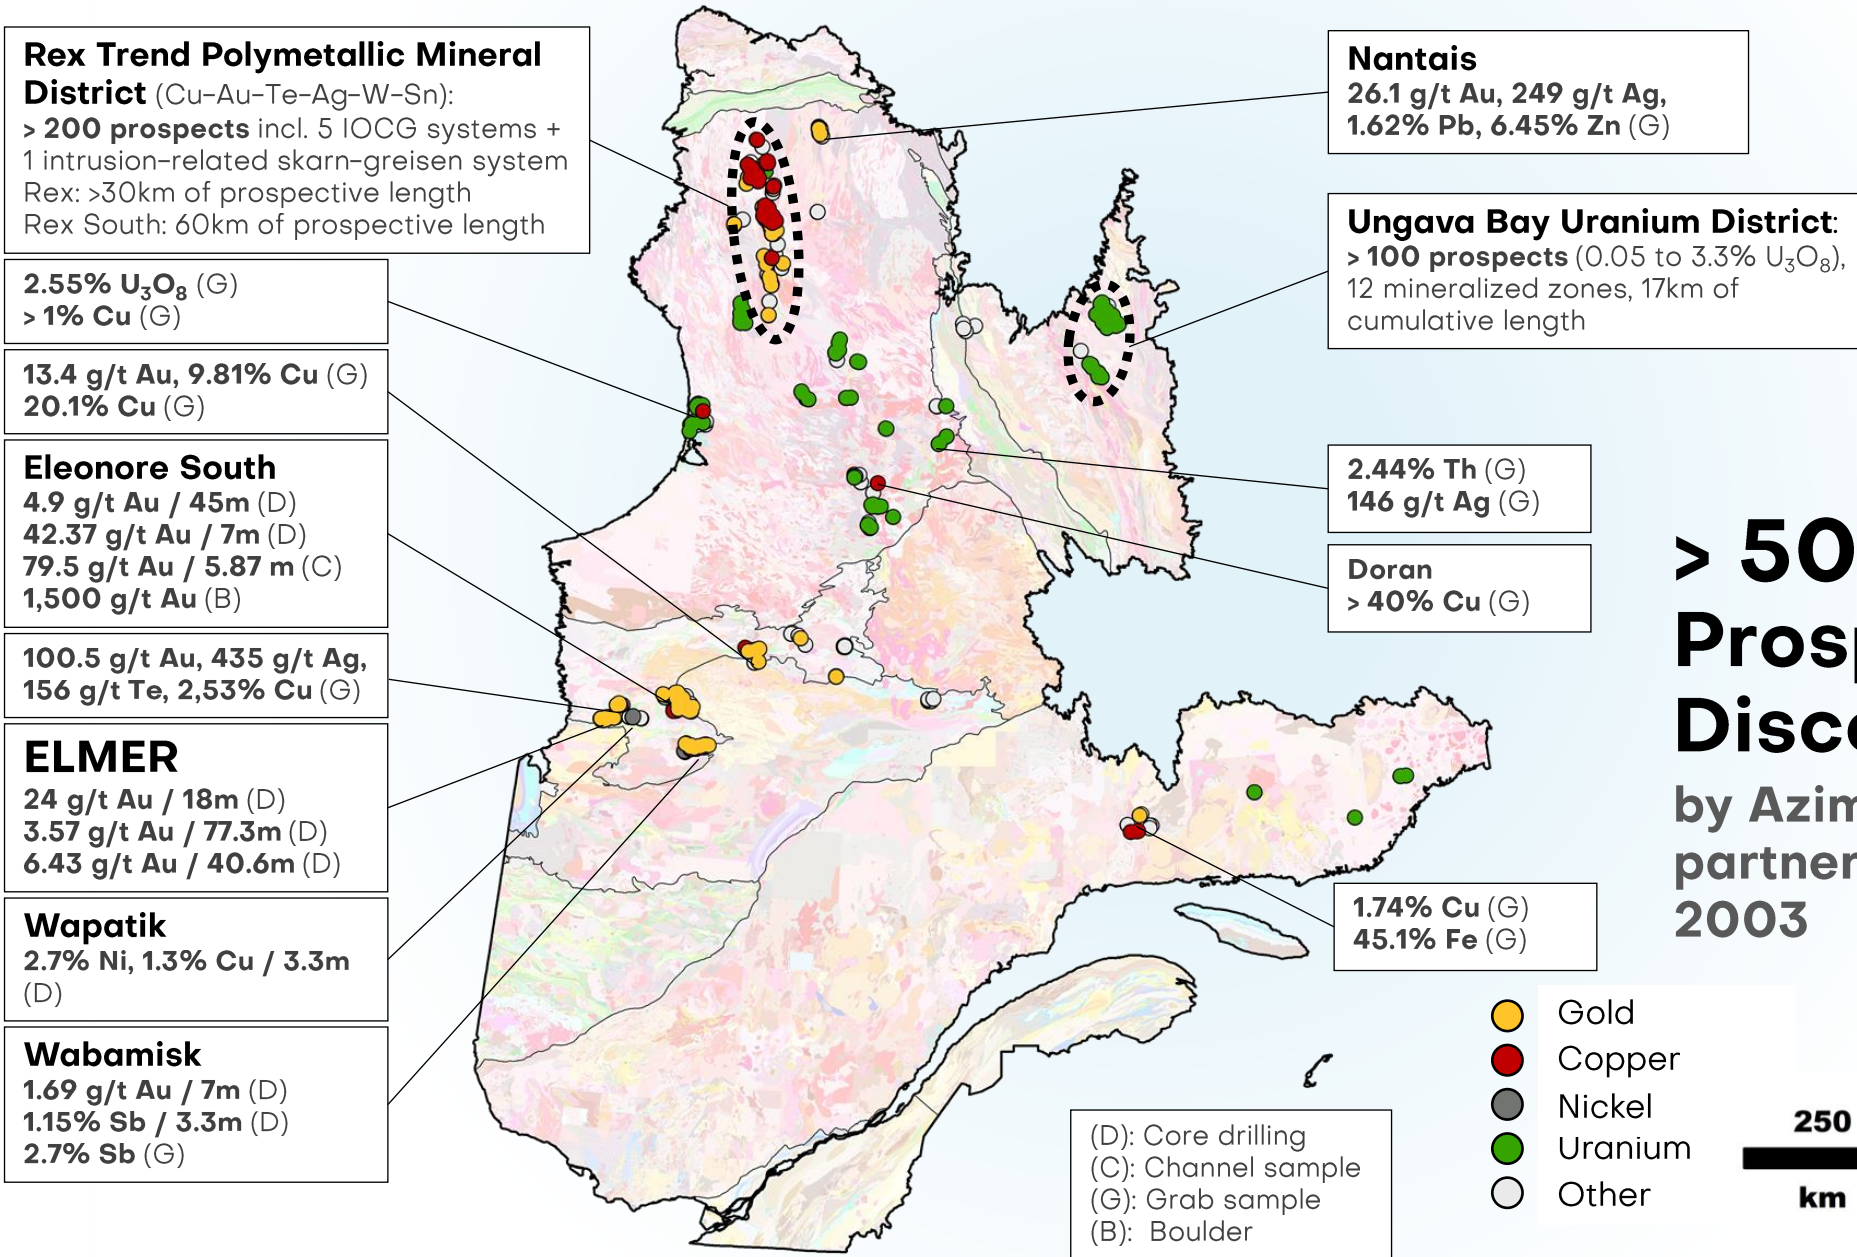 Rex Trend Polymetallic Mineral
District (Cu-Au-Te-Ag-W-Sn):
> 200 prospects incl. 5 IOCG systems +
1 intrusion-related skarn-greisen system
Rex: >30km of prospective length
Rex South: 60km of prospective length
2.55% U₃O₈ (G)
> 1% Cu (G)
13.4 g/t Au, 9.81% Cu (G)
20.1% Cu (G)
Eleonore South
4.9 g/t Au / 45m (D)
42.37 g/t Au / 7m (D)
79.5 g/t Au / 5.87 m (C)
1,500 g/t Au (B)
100.5 g/t Au, 435 g/t Ag,
156 g/t Te, 2,53% Cu (G)
ELMER
24 g/t Au / 18m (D)
3.57 g/t Au / 77.3m (D)
6.43 g/t Au / 40.6m (D)
Wapatik
2.7% Ni, 1.3% Cu / 3.3m
(D)
Wabamisk
1.69 g/t Au / 7m (D)
1.15% Sb / 3.3m (D)
2.7% Sb (G)
Nantais
26.1 g/t Au, 249 g/t Ag,
1.62% Pb, 6.45% Zn (G)
Ungava Bay Uranium District:
> 100 prospects (0.05 to 3.3% U₃O₈),
12 mineralized zones, 17km of
cumulative length
2.44% Th (G)
146 g/t Ag (G)
Doran
> 40% Cu (G)
> 50
Prosp
Disco
by Azim
partner
2003
1.74% Cu (G)
45.1% Fe (G)
Gold
Copper
Nickel
Uranium
Other
250
km
(D): Core drilling
(C): Channel sample
(G): Grab sample
(B): Boulder